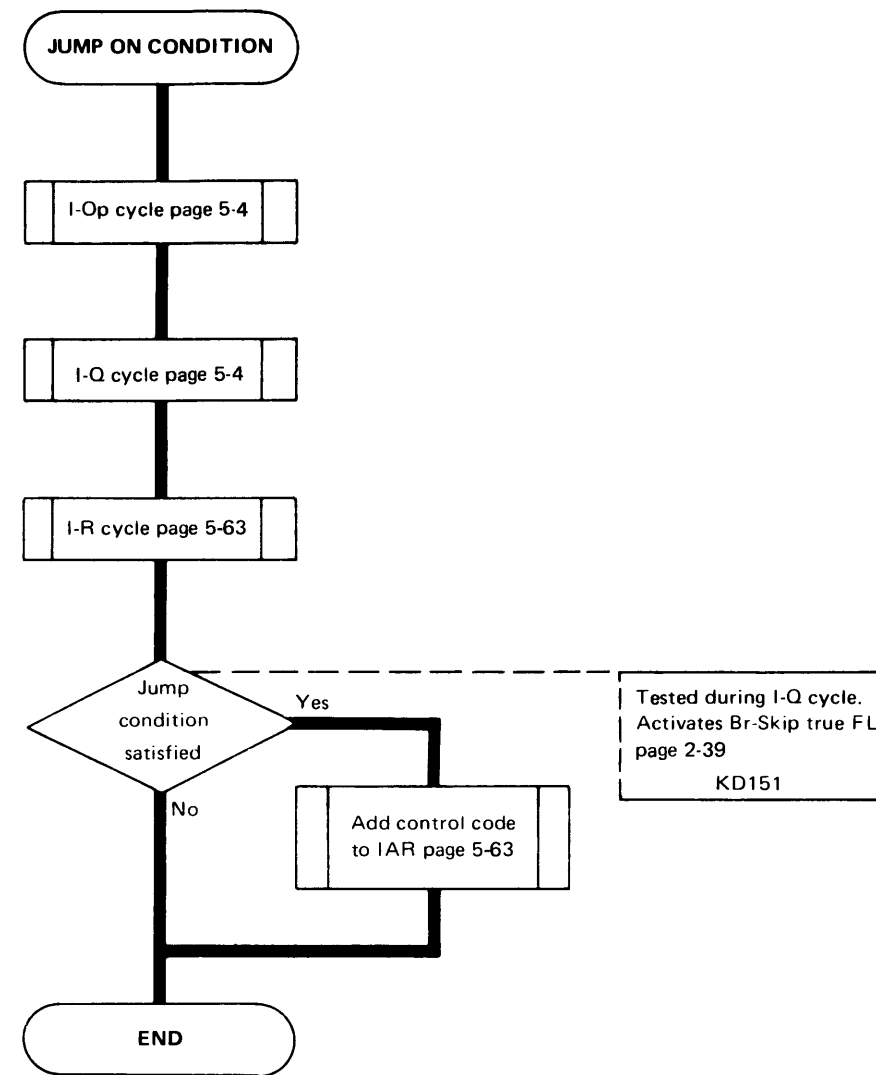 JUMP ON CONDITION
I-Op cycle page 5-4
I-Q cycle page 5-4
I-R cycle page 5-63
Jump
condition
satisfied
Yes
No
Tested during I-Q cycle.
Activates Br-Skip true FL
page 2-39
KD151
Add control code
to IAR page 5-63
END